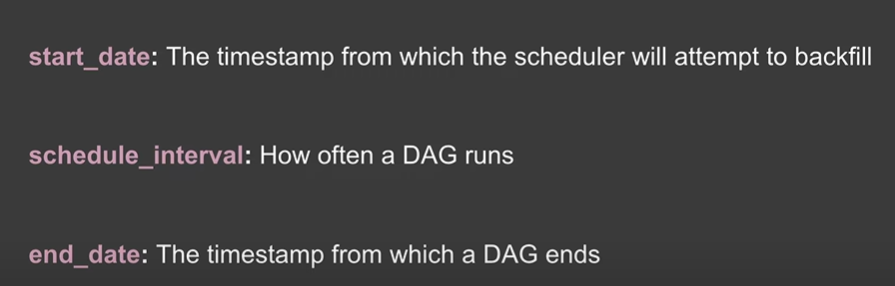 start_date: The timestamp from which the scheduler will attempt to backfill
schedule_interval: How often a DAG runs
end_date: The timestamp from which a DAG ends